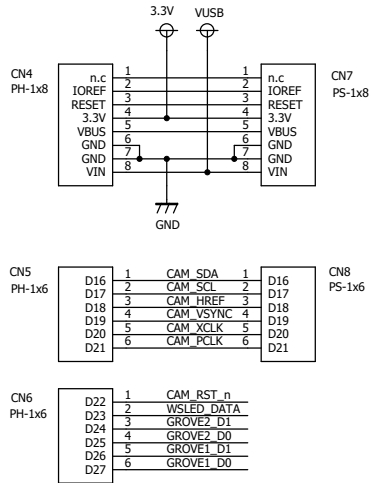 3.3V VUSB
CN4 CN7
PH-1x8 PS-1x8
n.c 1 1 n.c
IOREF 2 2 IOREF
RESET 3 3 RESET
3.3V 4 4 3.3V
VBUS 5 5 VBUS
GND 6 6 GND
GND 7 7 GND
VIN 8 8 VIN
GND
CN5 CN8
PH-1x6 PS-1x6
D16 1 CAM_SDA 1 D16
D17 2 CAM_SCL 2 D17
D18 3 CAM_HREF 3 D18
D19 4 CAM_VSYNC 4 D19
D20 5 CAM_XCLK 5 D20
D21 6 CAM_PCLK 6 D21
CN6
PH-1x6
D22 1 CAM_RST_n
D23 2 WSLED_DATA
D24 3 GROVE2_D1
D25 4 GROVE2_D0
D26 5 GROVE1_D1
D27 6 GROVE1_D0